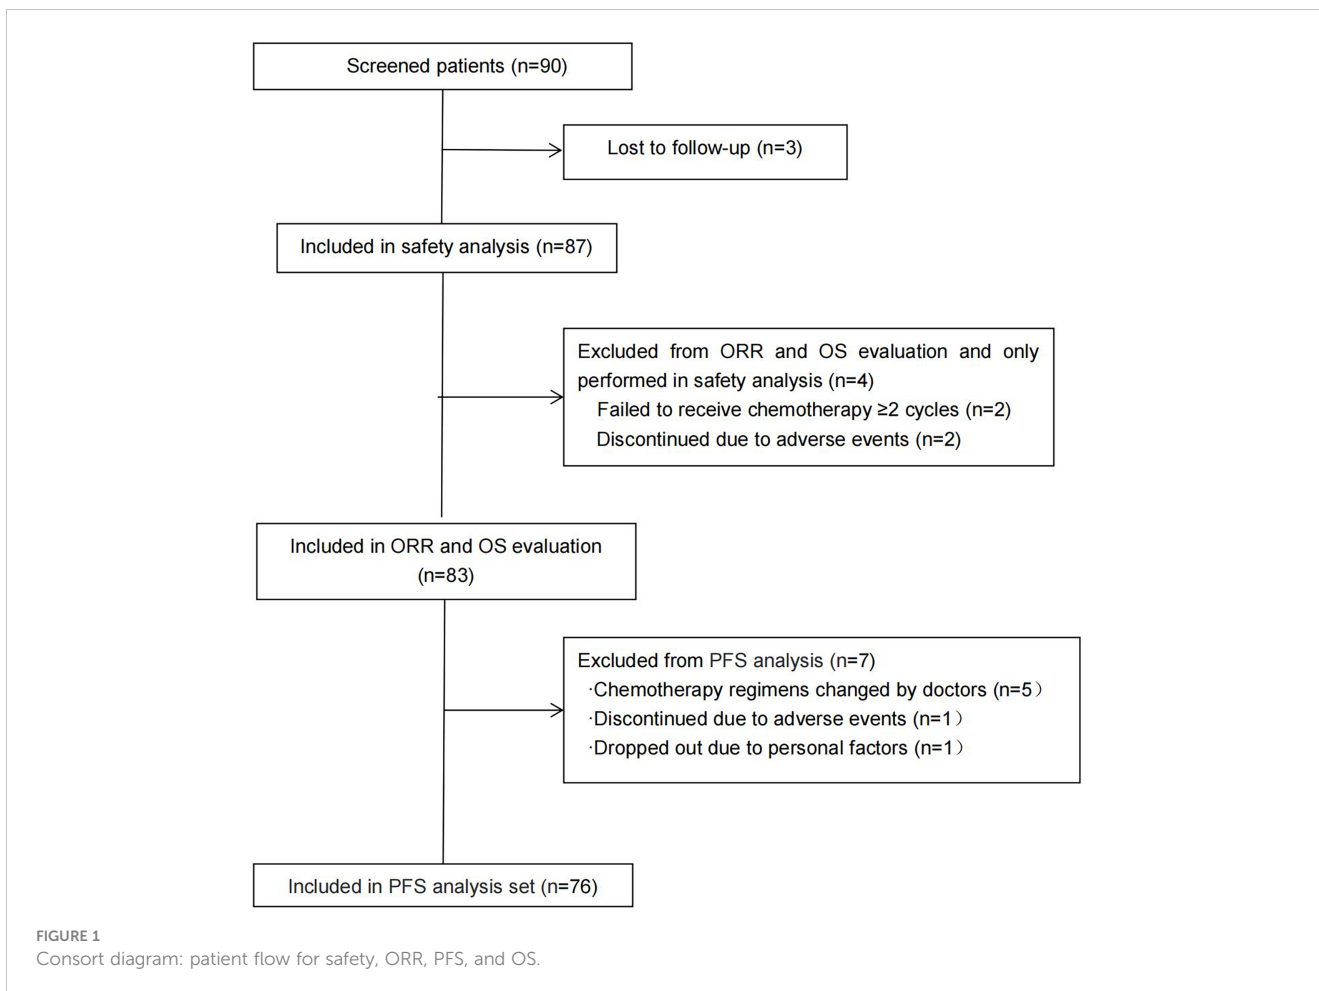 Screened patients (n=90)
Lost to follow-up (n=3)
Included in safety analysis (n=87)
Excluded from ORR and OS evaluation and only
performed in safety analysis (n=4)
Failed to receive chemotherapy ≥2 cycles (n=2)
Discontinued due to adverse events (n=2)
Included in ORR and OS evaluation
(n=83)
Excluded from PFS analysis (n=7)
·Chemotherapy regimens changed by doctors (n=5）
·Discontinued due to adverse events (n=1）
·Dropped out due to personal factors (n=1）
Included in PFS analysis set (n=76)
FIGURE 1
Consort diagram: patient flow for safety, ORR, PFS, and OS.